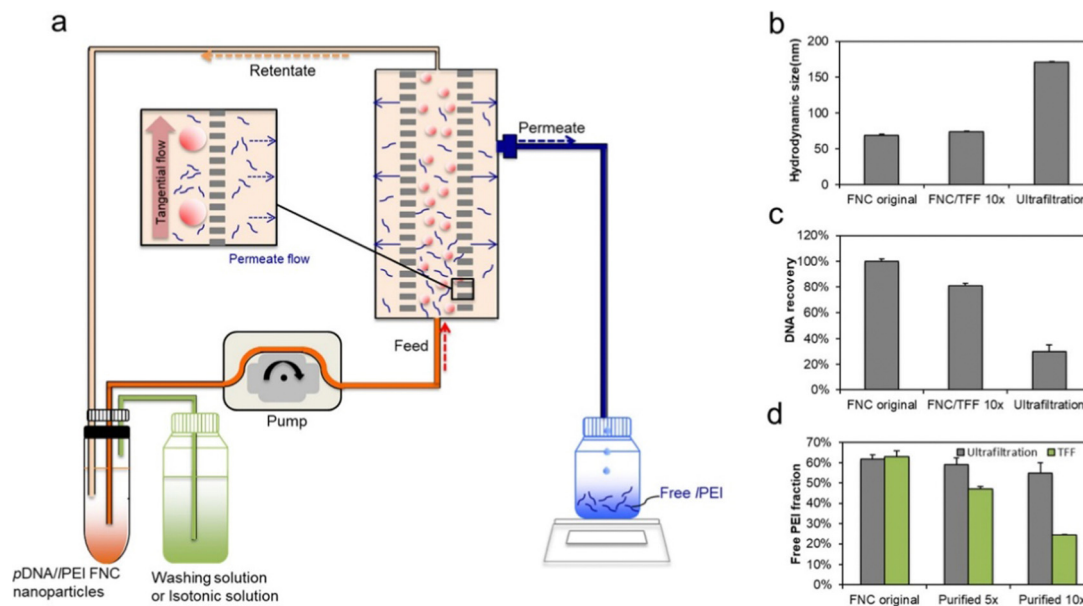 a
Retentate
Tangential flow
Permeate flow
Permeate
Feed
Pump
Free lPEI
pDNA/lPEI FNC
nanoparticles
Washing solution
or Isotonic solution
b
Hydrodynamic size(nm)
200
150
100
50
0
FNC original FNC/TFF 10x Ultrafiltration
c
DNA recovery
120%
100%
80%
60%
40%
20%
0%
FNC original FNC/TFF 10x Ultrafiltration
d
Free PEI fraction
70%
60%
50%
40%
30%
20%
10%
0%
Ultrafiltration TFF
FNC original Purified 5x Purified 10x